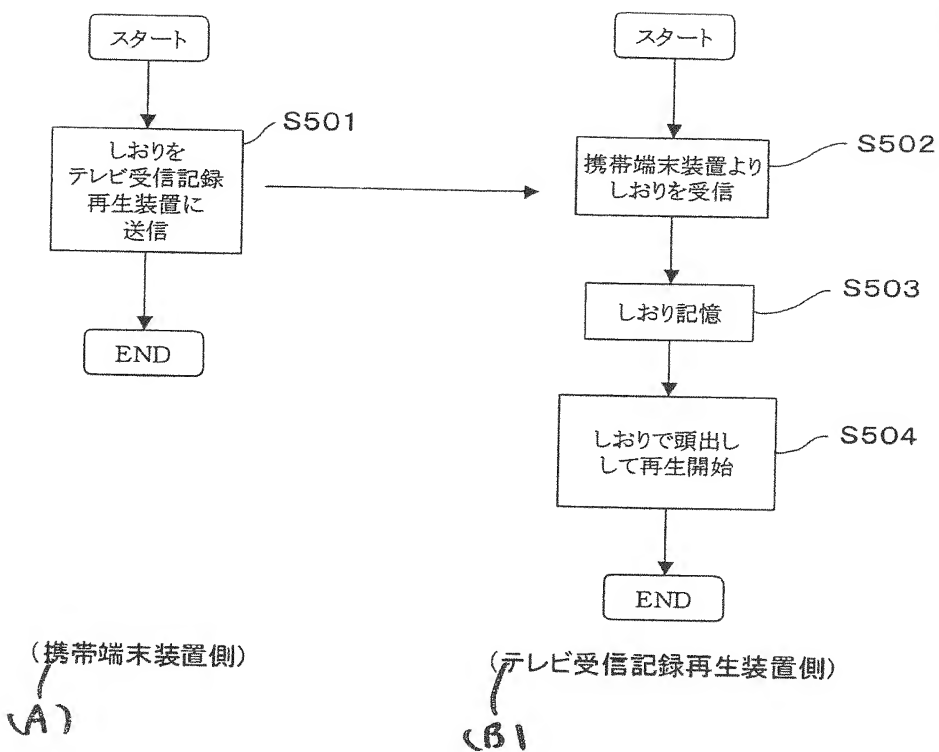 スタート
S501
しおりを
テレビ受信記録
再生装置に
送信
END
(携帯端末装置側)
(A)
スタート
S502
携帯端末装置より
しおりを受信
S503
しおり記憶
S504
しおりで頭出し
して再生開始
END
(テレビ受信記録再生装置側)
(B)